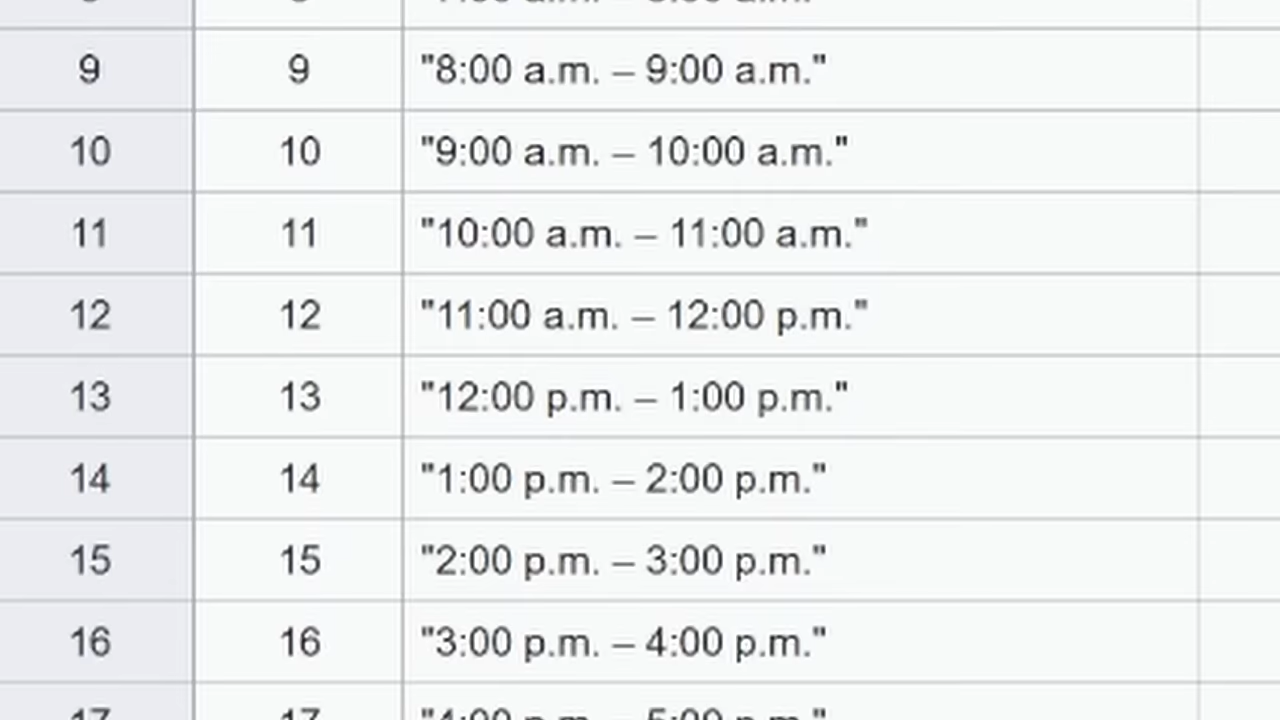 9 9 "8:00 a.m. – 9:00 a.m."
10 10 "9:00 a.m. – 10:00 a.m."
11 11 "10:00 a.m. – 11:00 a.m."
12 12 "11:00 a.m. – 12:00 p.m."
13 13 "12:00 p.m. – 1:00 p.m."
14 14 "1:00 p.m. – 2:00 p.m."
15 15 "2:00 p.m. – 3:00 p.m."
16 16 "3:00 p.m. – 4:00 p.m."
17 17 "4:00 p.m. – 5:00 p.m."